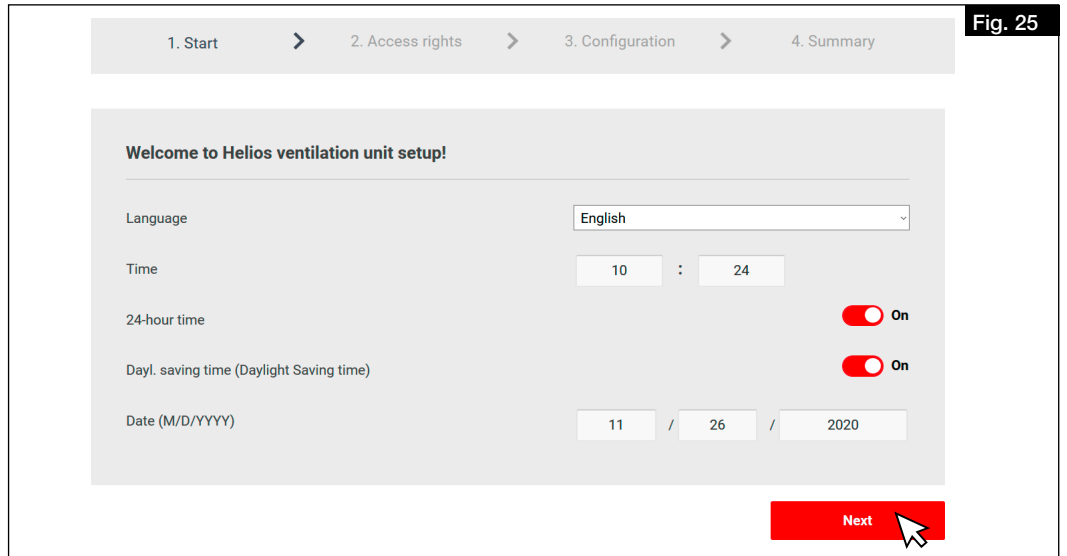 Fig. 25
1. Start 2. Access rights 3. Configuration 4. Summary
Welcome to Helios ventilation unit setup!
Language English
Time 10 : 24
24-hour time On
Dayl. saving time (Daylight Saving time) On
Date (M/D/YYYY) 11 / 26 / 2020
Next